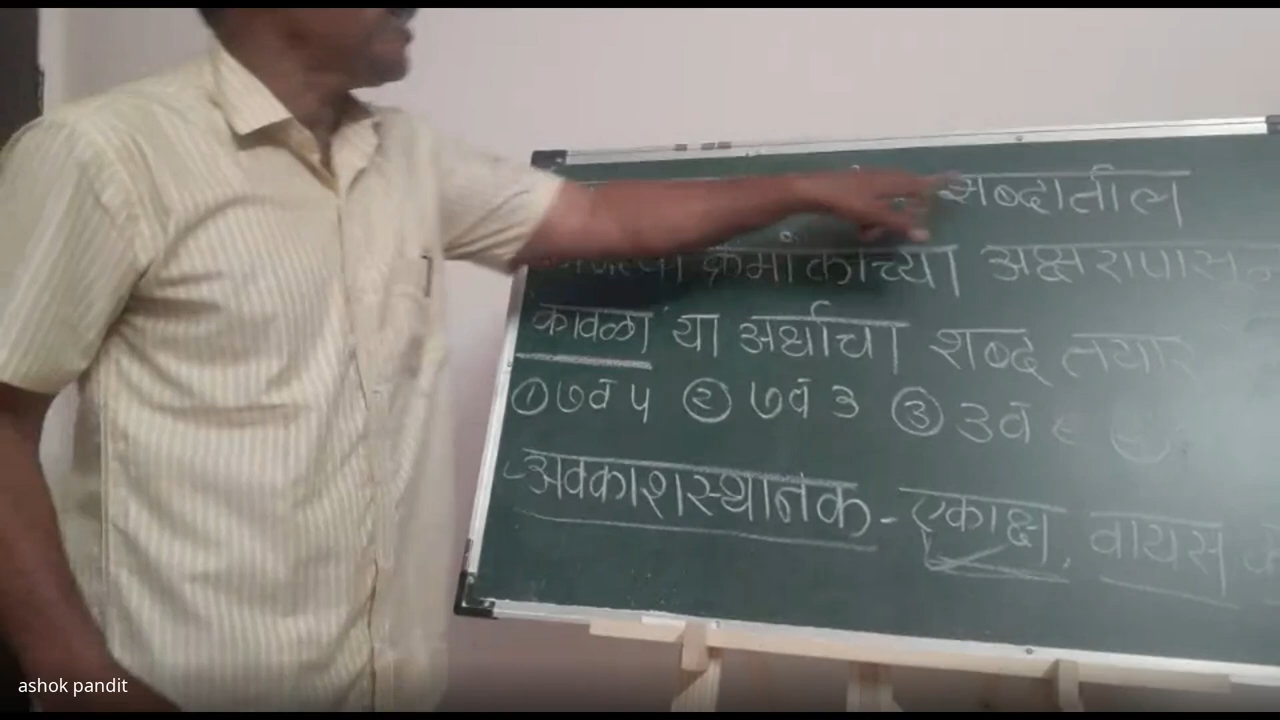 शब्दातील
क्रमांकाच्या अक्षरापासून
कावळा या अर्थाचा शब्द तयार
① ७ व ५ ② ७ व ३ ③ ३ व
अवकाशस्थानक - एकाक्ष, वायस
ashok pandit